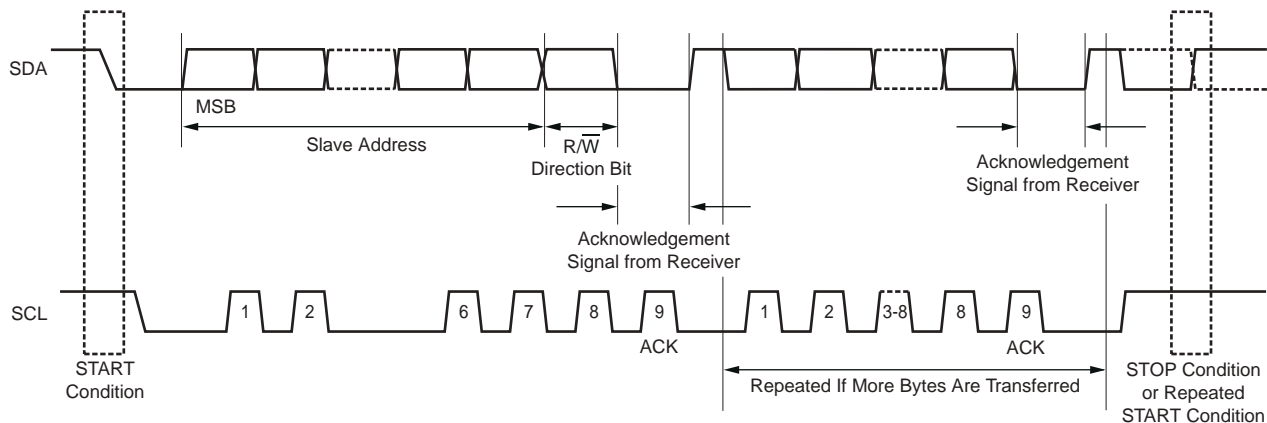 SDA
MSB
Slave Address
R/W̅
Direction Bit
Acknowledgement
Signal from Receiver
Acknowledgement
Signal from Receiver
SCL
1
2
6
7
8
9
ACK
1
2
3-8
8
9
ACK
START
Condition
Repeated If More Bytes Are Transferred
STOP Condition
or Repeated
START Condition